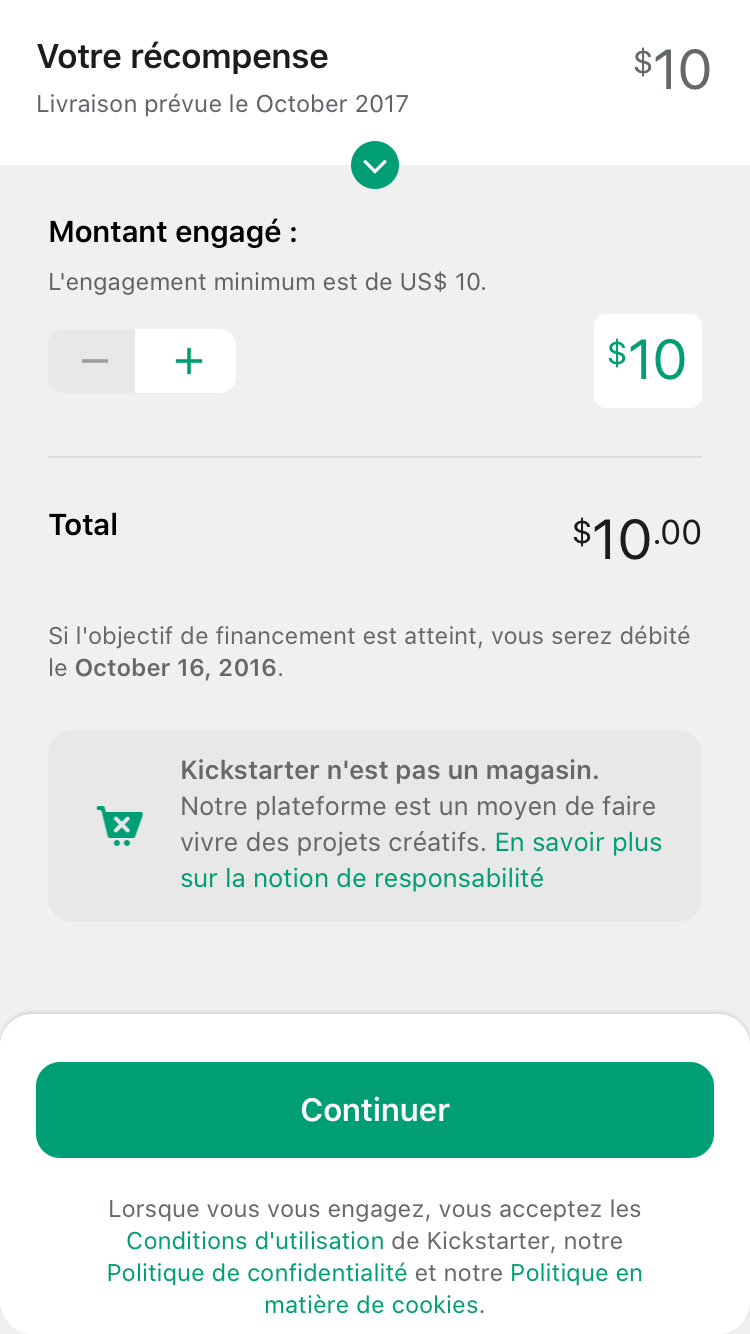 Votre récompense
$10
Livraison prévue le October 2017
Montant engagé :
L'engagement minimum est de US$ 10.
$10
Total
$10.00
Si l'objectif de financement est atteint, vous serez débité
le October 16, 2016.
Kickstarter n'est pas un magasin.
Notre plateforme est un moyen de faire
vivre des projets créatifs. En savoir plus
sur la notion de responsabilité
Continuer
Lorsque vous vous engagez, vous acceptez les
Conditions d'utilisation de Kickstarter, notre
Politique de confidentialité et notre Politique en
matière de cookies.